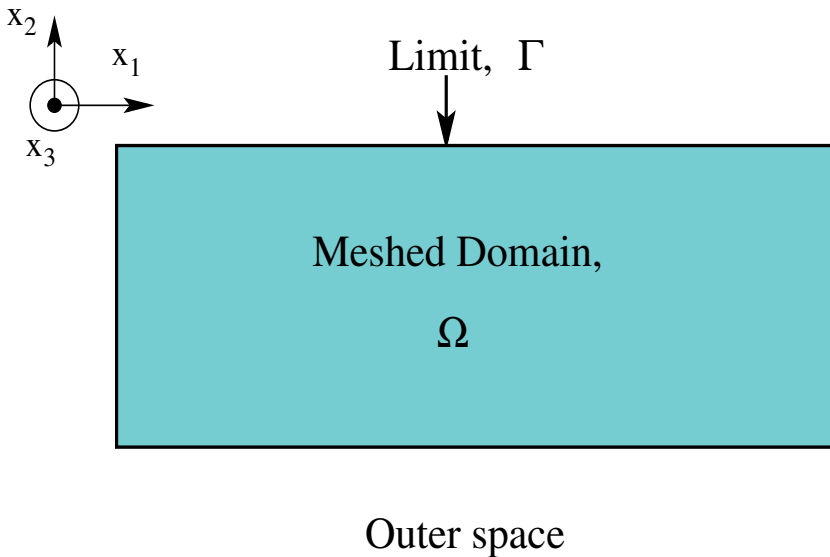 x₂
x₁
x₃
Limit, Γ
Meshed Domain,
Ω
Outer space